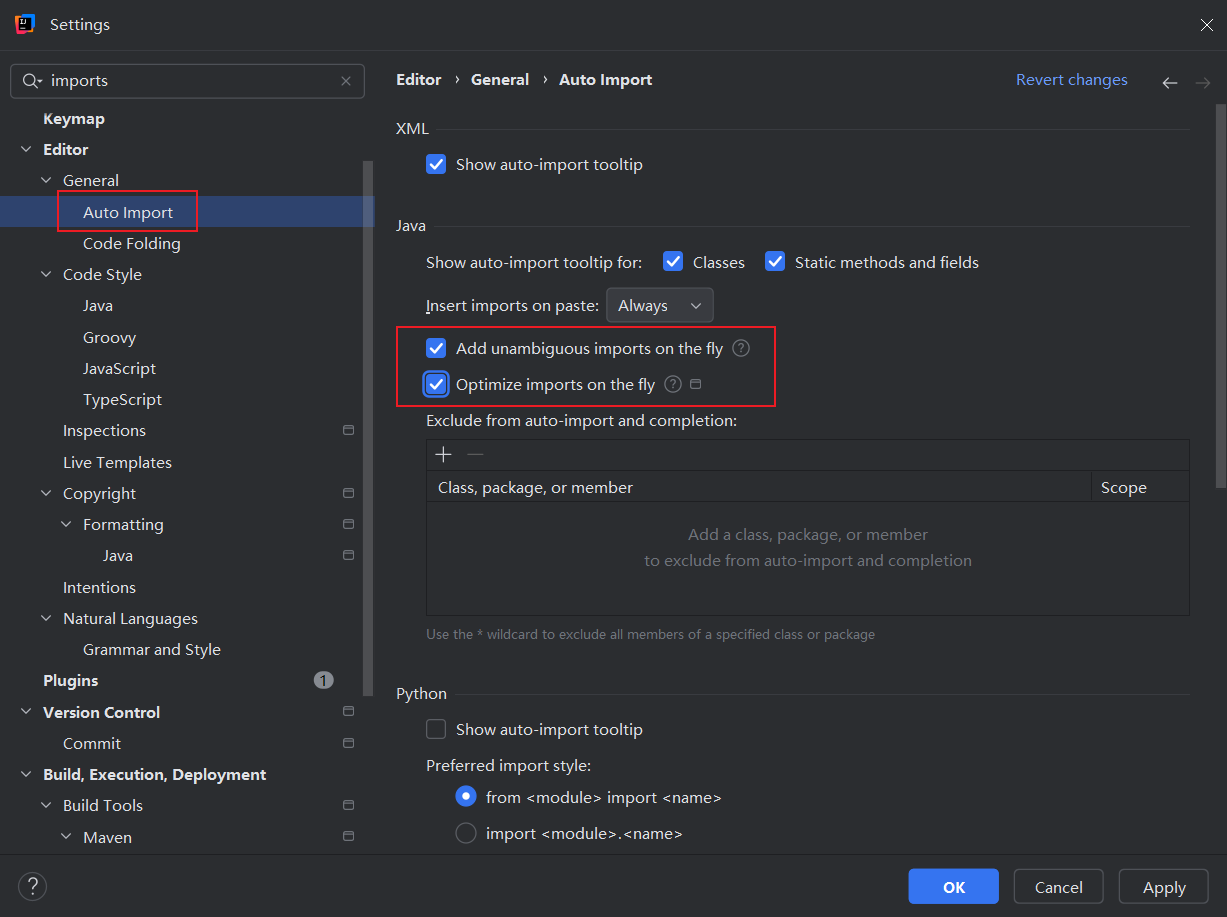 Settings
imports
Keymap
Editor
General
Auto Import
Code Folding
Code Style
Java
Groovy
JavaScript
TypeScript
Inspections
Live Templates
Copyright
Formatting
Java
Intentions
Natural Languages
Grammar and Style
Plugins 1
Version Control
Commit
Build, Execution, Deployment
Build Tools
Maven
Editor › General › Auto Import
Revert changes
XML
Show auto-import tooltip
Java
Show auto-import tooltip for: Classes Static methods and fields
Insert imports on paste: Always
Add unambiguous imports on the fly ?
Optimize imports on the fly ?
Exclude from auto-import and completion:
Class, package, or member Scope
Add a class, package, or member
to exclude from auto-import and completion
Use the * wildcard to exclude all members of a specified class or package
Python
Show auto-import tooltip
Preferred import style:
from <module> import <name>
import <module>.<name>
? OK Cancel Apply